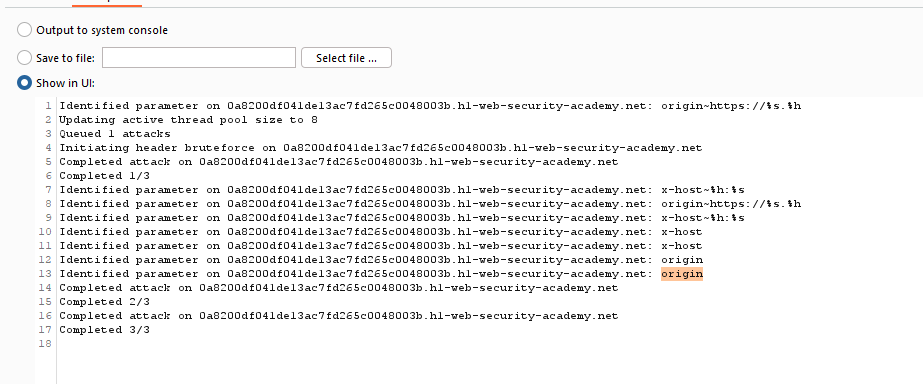 Output to system console
Save to file: Select file ...
Show in UI:
1 Identified parameter on 0a8200df041de13ac7fd265c0048003b.h1-web-security-academy.net: origin~https://%s.%h
2 Updating active thread pool size to 8
3 Queued 1 attacks
4 Initiating header bruteforce on 0a8200df041de13ac7fd265c0048003b.h1-web-security-academy.net
5 Completed attack on 0a8200df041de13ac7fd265c0048003b.h1-web-security-academy.net
6 Completed 1/3
7 Identified parameter on 0a8200df041de13ac7fd265c0048003b.h1-web-security-academy.net: x-host~%h:%s
8 Identified parameter on 0a8200df041de13ac7fd265c0048003b.h1-web-security-academy.net: origin~https://%s.%h
9 Identified parameter on 0a8200df041de13ac7fd265c0048003b.h1-web-security-academy.net: x-host~%h:%s
10 Identified parameter on 0a8200df041de13ac7fd265c0048003b.h1-web-security-academy.net: x-host
11 Identified parameter on 0a8200df041de13ac7fd265c0048003b.h1-web-security-academy.net: x-host
12 Identified parameter on 0a8200df041de13ac7fd265c0048003b.h1-web-security-academy.net: origin
13 Identified parameter on 0a8200df041de13ac7fd265c0048003b.h1-web-security-academy.net: origin
14 Completed attack on 0a8200df041de13ac7fd265c0048003b.h1-web-security-academy.net
15 Completed 2/3
16 Completed attack on 0a8200df041de13ac7fd265c0048003b.h1-web-security-academy.net
17 Completed 3/3
18